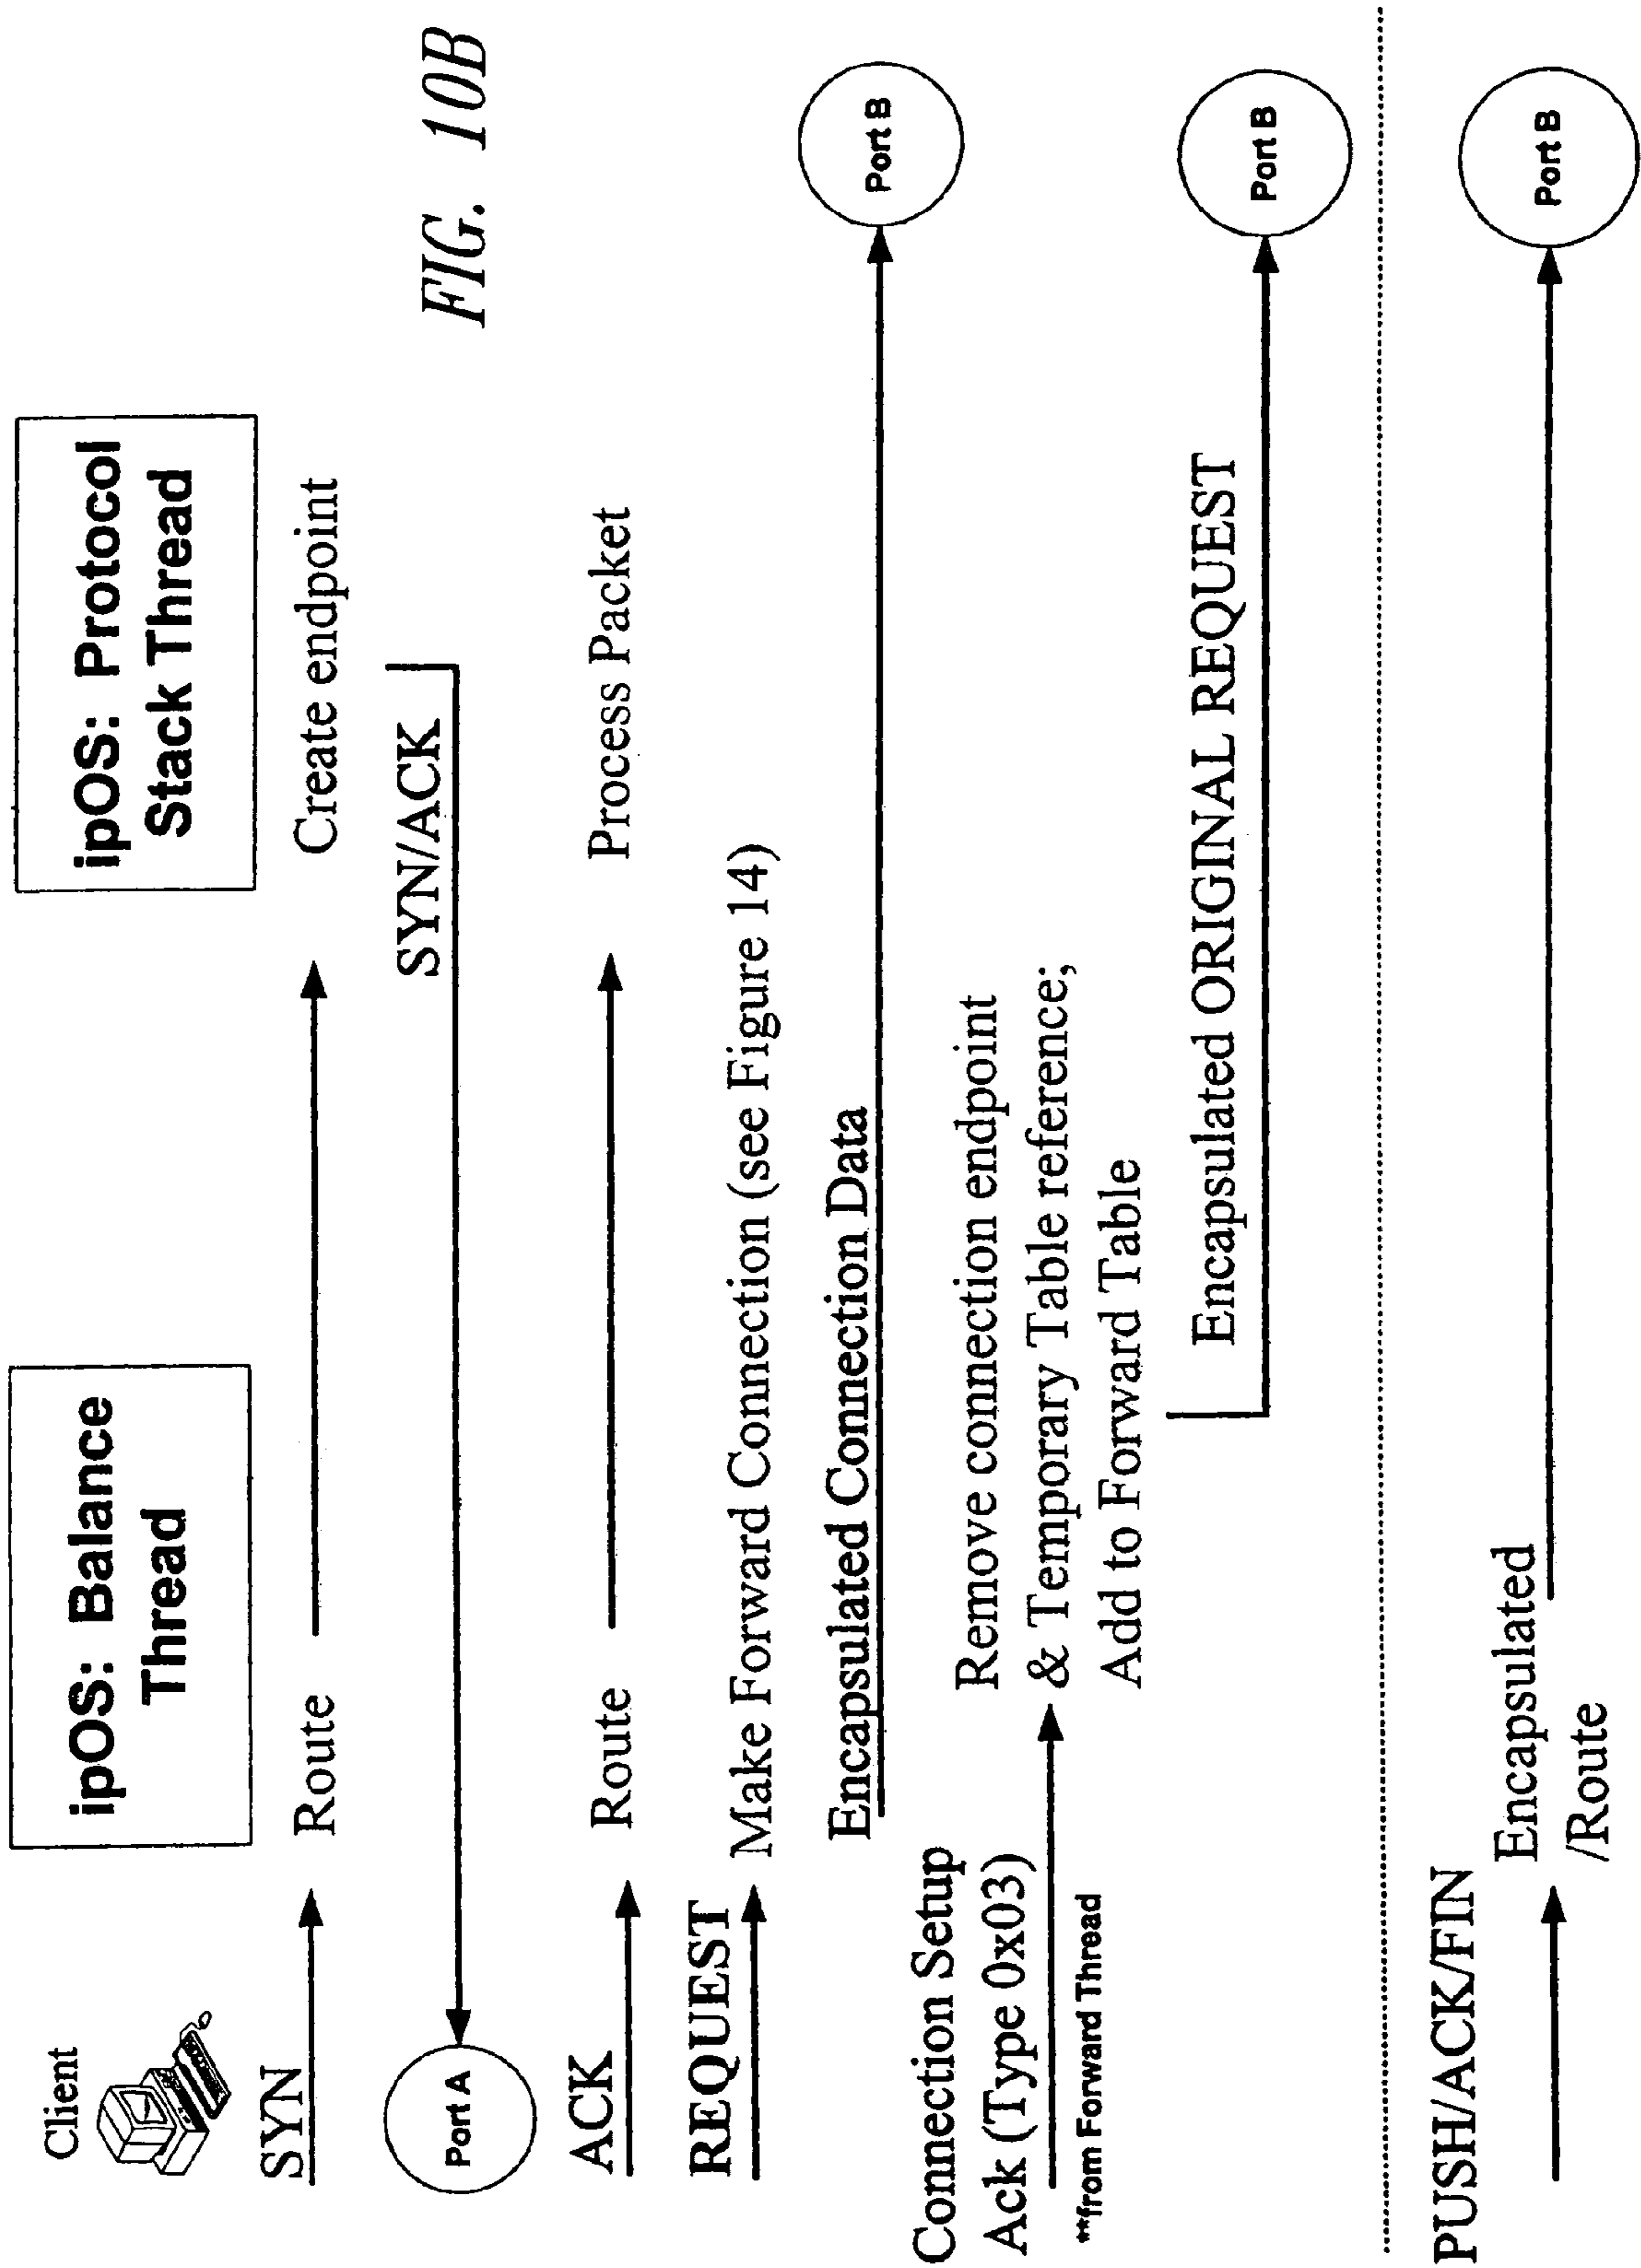 Client
ipOS: Balance
Thread
ipOS: Protocol
Stack Thread
SYN
Route
Create endpoint
SYN/ACK
Port A
FIG. 10B
ACK
Route
Process Packet
REQUEST
Make Forward Connection (see Figure 14)
Encapsulated Connection Data
Port B
Connection Setup
Ack (Type 0x03)
**from Forward Thread
Remove connection endpoint
& Temporary Table reference;
Add to Forward Table
Encapsulated ORIGINAL REQUEST
Port B
PUSH/ACK/FIN
Encapsulated
/Route
Port B